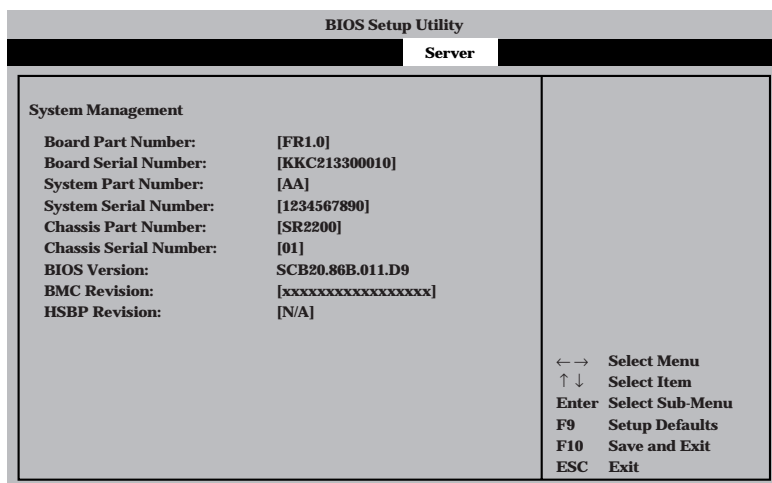 BIOS Setup Utility
Server
System Management
Board Part Number: [FR1.0]
Board Serial Number: [KKC213300010]
System Part Number: [AA]
System Serial Number: [1234567890]
Chassis Part Number: [SR2200]
Chassis Serial Number: [01]
BIOS Version: SCB20.86B.011.D9
BMC Revision: [xxxxxxxxxxxxxxxxx]
HSBP Revision: [N/A]
←→ Select Menu
↑↓ Select Item
Enter Select Sub-Menu
F9 Setup Defaults
F10 Save and Exit
ESC Exit